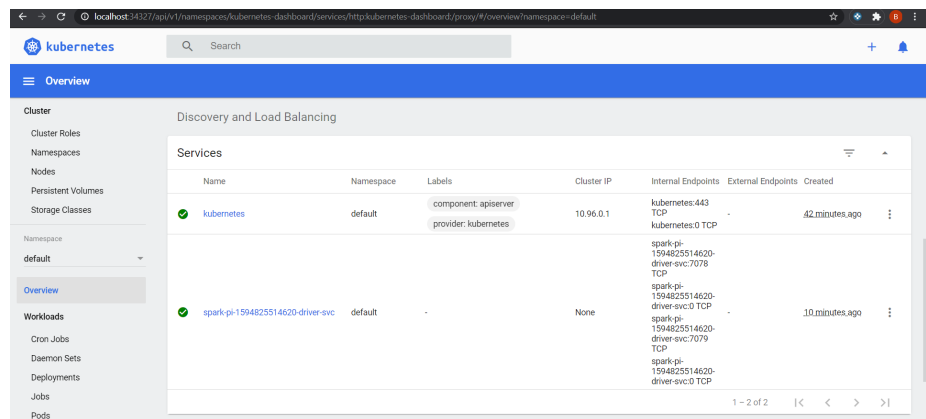 localhost:34327/api/v1/namespaces/kubernetes-dashboard/services/http:kubernetes-dashboard:/proxy/#/overview?namespace=default
B
kubernetes
Search
+
Overview
Cluster
Cluster Roles
Namespaces
Nodes
Persistent Volumes
Storage Classes
Namespace
default
Overview
Workloads
Cron Jobs
Daemon Sets
Deployments
Jobs
Pods
Discovery and Load Balancing
Services
Name Namespace Labels Cluster IP Internal Endpoints External Endpoints Created
kubernetes default component: apiserver provider: kubernetes 10.96.0.1 - 42 minutes ago
kubernetes:443
TCP
kubernetes:0 TCP
spark-pi-1594825514620-driver-svc default - None - 10 minutes ago
spark-pi-
1594825514620-
driver-svc:7078
TCP
spark-pi-
1594825514620-
driver-svc:0 TCP
spark-pi-
1594825514620-
driver-svc:7079
TCP
spark-pi-
1594825514620-
driver-svc:0 TCP
1 – 2 of 2